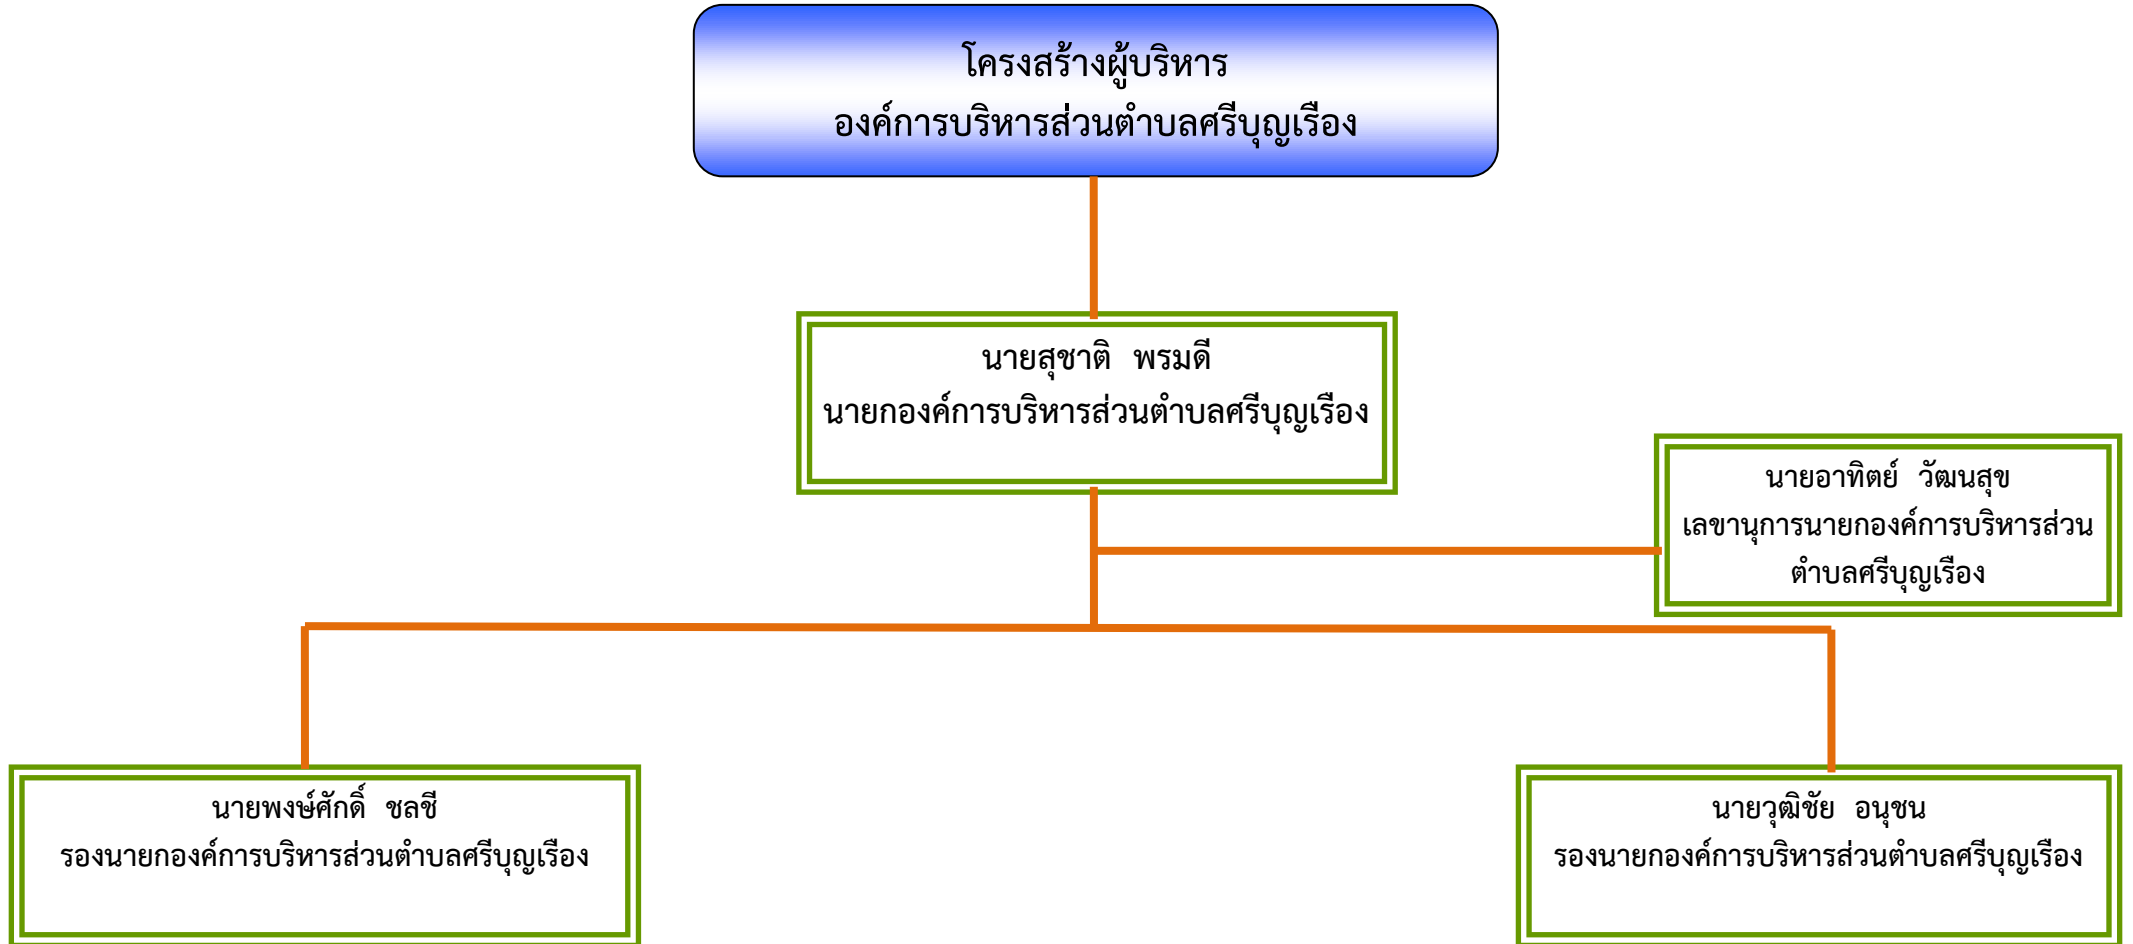 โครงสร้างผู้บริหาร
องค์การบริหารส่วนตำบลศรีบุญเรือง
นายสุชาติ พรมดี
นายกองค์การบริหารส่วนตำบลศรีบุญเรือง
นายอาทิตย์ วัฒนสุข
เลขานุการนายกองค์การบริหารส่วน
ตำบลศรีบุญเรือง
นายพงษ์ศักดิ์ ชลชี
รองนายกองค์การบริหารส่วนตำบลศรีบุญเรือง
นายวุฒิชัย อนุชน
รองนายกองค์การบริหารส่วนตำบลศรีบุญเรือง